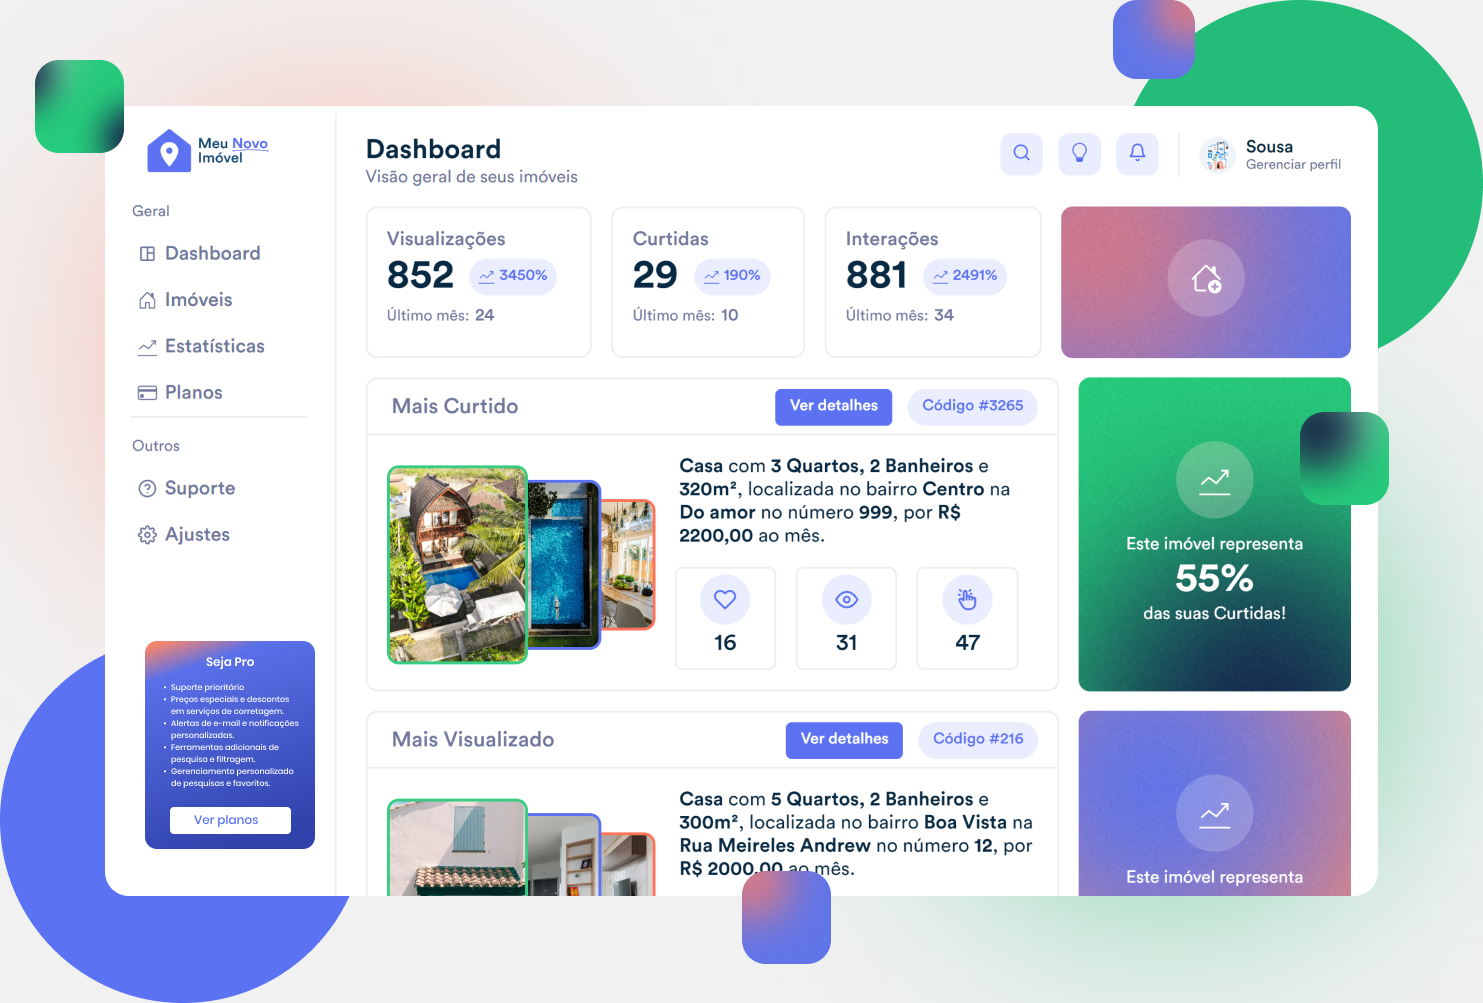 Meu Novo
Imóvel
Geral
Dashboard
Imóveis
Estatísticas
Planos
Outros
Suporte
Ajustes
Seja Pro
• Suporte prioritário
• Preços especiais e descontos
em serviços de corretagem.
• Alertas de e-mail e notificações
personalizadas.
• Ferramentas adicionais de
pesquisa e filtragem.
• Gerenciamento personalizado
de pesquisas e favoritos.
Ver planos
Dashboard
Visão geral de seus imóveis
Sousa
Gerenciar perfil
Visualizações
852 3450%
Último mês: 24
Curtidas
29 190%
Último mês: 10
Interações
881 2491%
Último mês: 34
Mais Curtido
Ver detalhes
Código #3265
Casa com 3 Quartos, 2 Banheiros e
320m², localizada no bairro Centro na
Do amor no número 999, por R$
2200,00 ao mês.
16
31
47
Este imóvel representa
55%
das suas Curtidas!
Mais Visualizado
Ver detalhes
Código #216
Casa com 5 Quartos, 2 Banheiros e
300m², localizada no bairro Boa Vista na
Rua Meireles Andrew no número 12, por
R$ 2000,00 ao mês.
Este imóvel representa